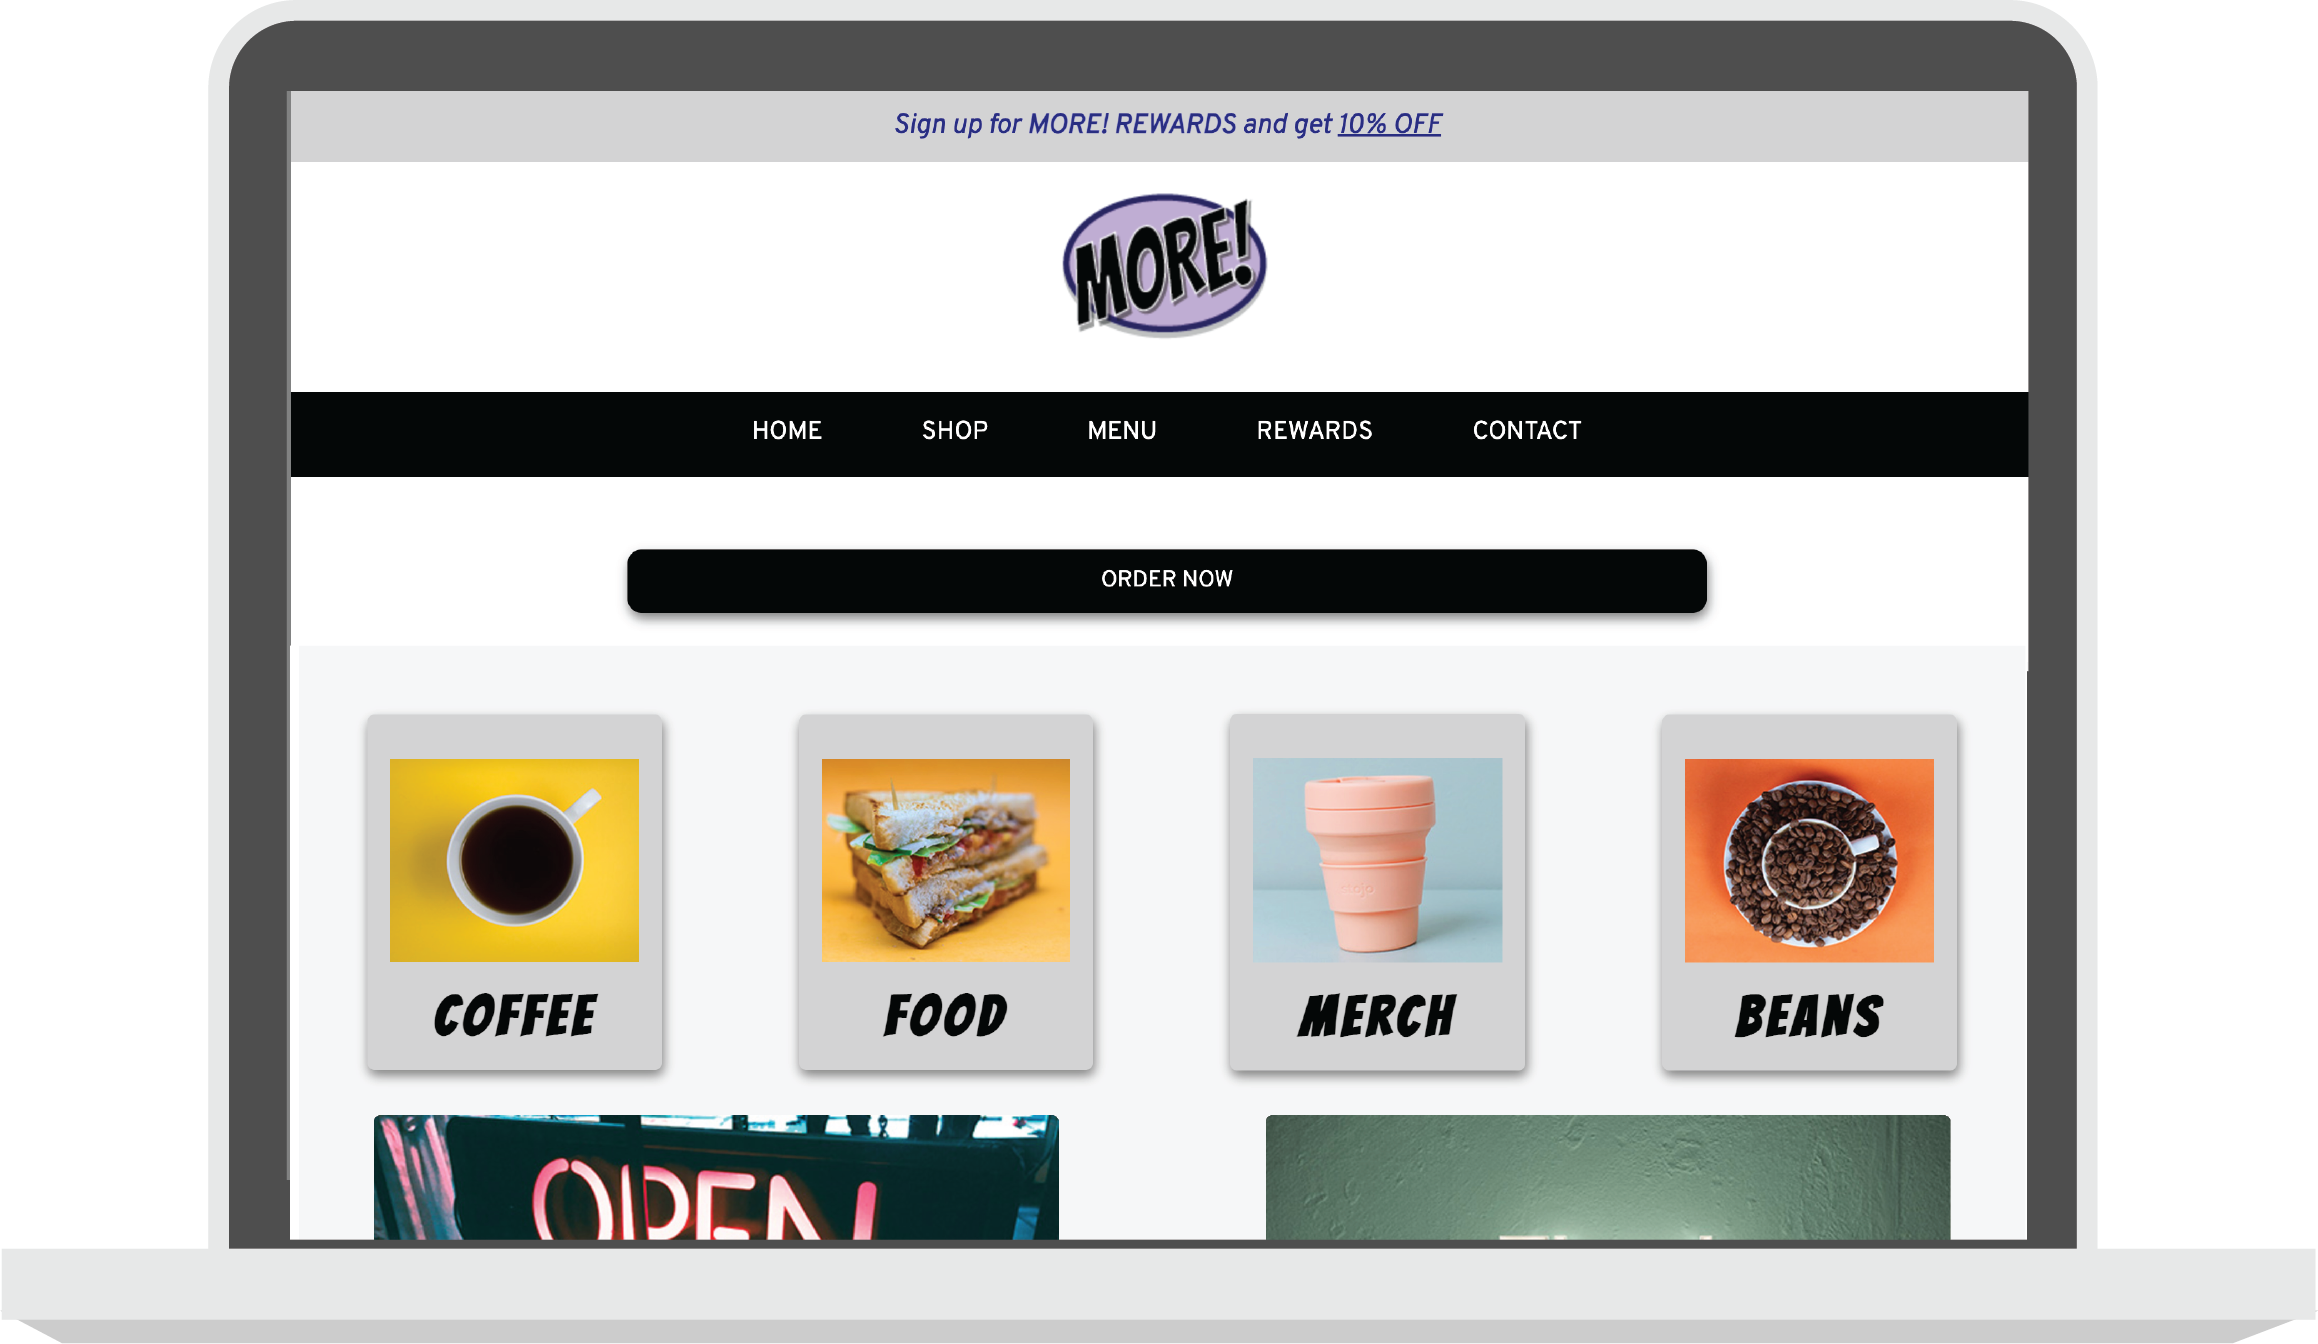 Sign up for MORE! REWARDS and get 10% OFF
MORE!
HOME SHOP MENU REWARDS CONTACT
ORDER NOW
stojo
COFFEE FOOD MERCH BEANS
OPEN